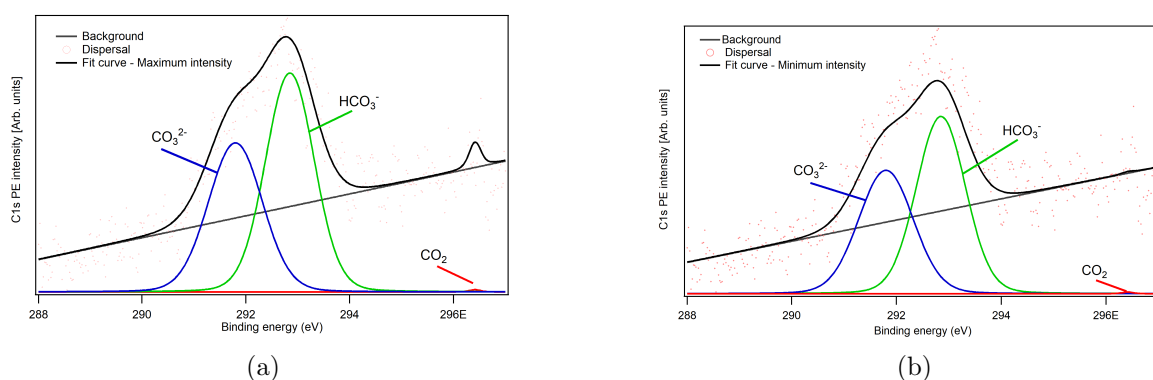 Background
Dispersal
Fit curve - Maximum intensity
HCO₃⁻
CO₃²⁻
CO₂
C1s PE intensity [Arb. units]
288 290 292 294 296E
Binding energy (eV)
(a)
Background
Dispersal
Fit curve - Minimum intensity
HCO₃⁻
CO₃²⁻
CO₂
C1s PE intensity [Arb. units]
288 290 292 294 296E
Binding energy (eV)
(b)